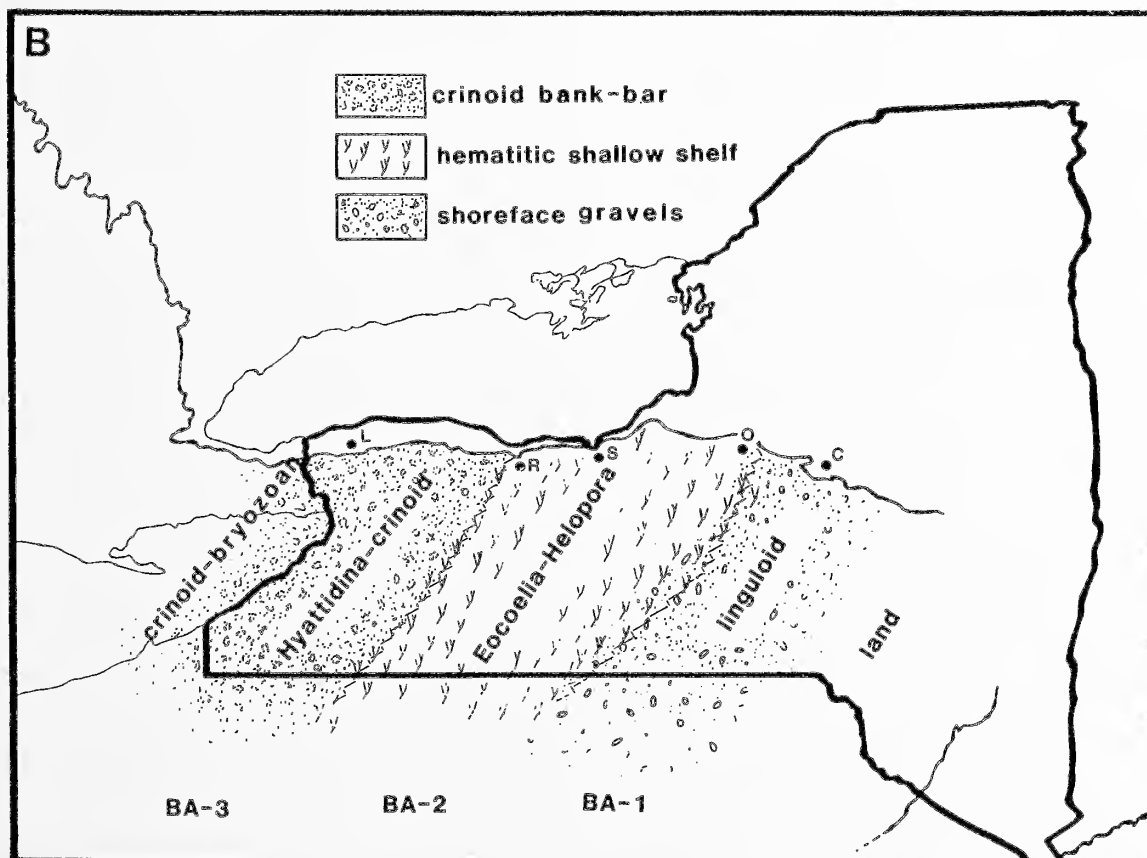 B
crinoid bank-bar
hematitic shallow shelf
shoreface gravels
L
R
S
O
C
crinoid-bryozoan
Hyattidina-crinoid
Eocoelia-Helopora
linguloid
land
BA-3
BA-2
BA-1